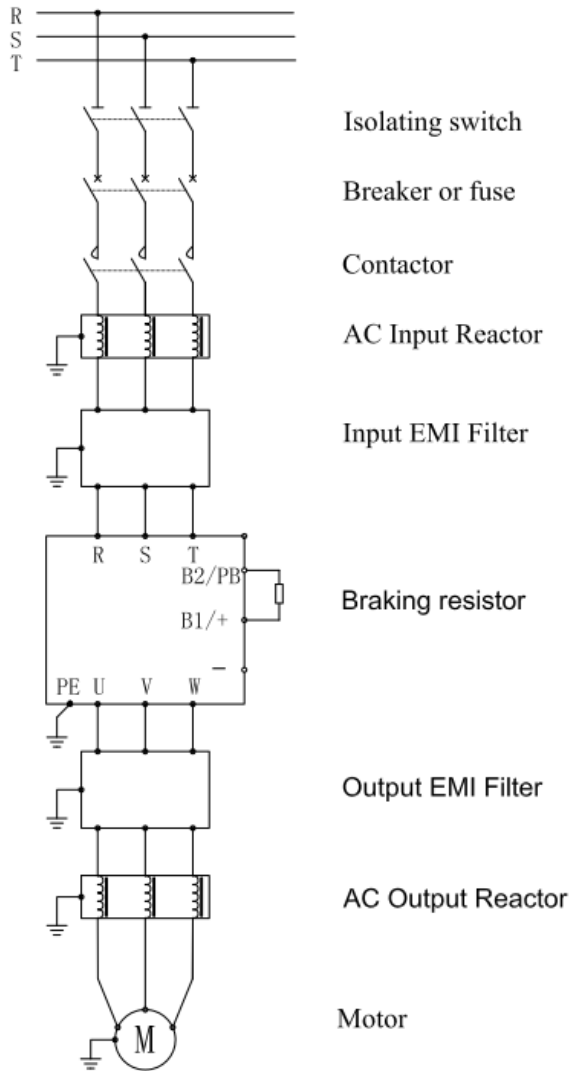 R
S
T
Isolating switch
Breaker or fuse
Contactor
AC Input Reactor
Input EMI Filter
R S T
B2/PB
Braking resistor
B1/+
−
PE U V W
Output EMI Filter
AC Output Reactor
Motor
M